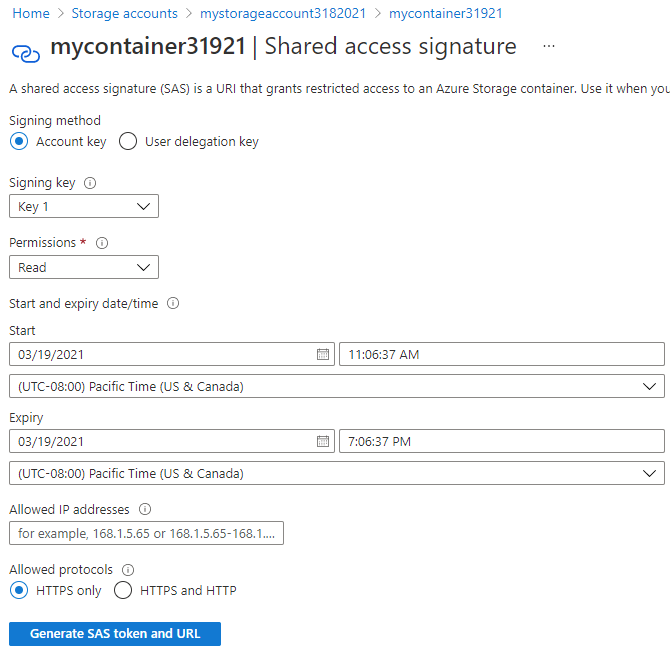 Home > Storage accounts > mystorageaccount3182021 > mycontainer31921
mycontainer31921 | Shared access signature ...
A shared access signature (SAS) is a URI that grants restricted access to an Azure Storage container. Use it when you
Signing method
Account key User delegation key
Signing key
Key 1
Permissions *
Read
Start and expiry date/time
Start
03/19/2021 11:06:37 AM
(UTC-08:00) Pacific Time (US & Canada)
Expiry
03/19/2021 7:06:37 PM
(UTC-08:00) Pacific Time (US & Canada)
Allowed IP addresses
for example, 168.1.5.65 or 168.1.5.65-168.1....
Allowed protocols
HTTPS only HTTPS and HTTP
Generate SAS token and URL